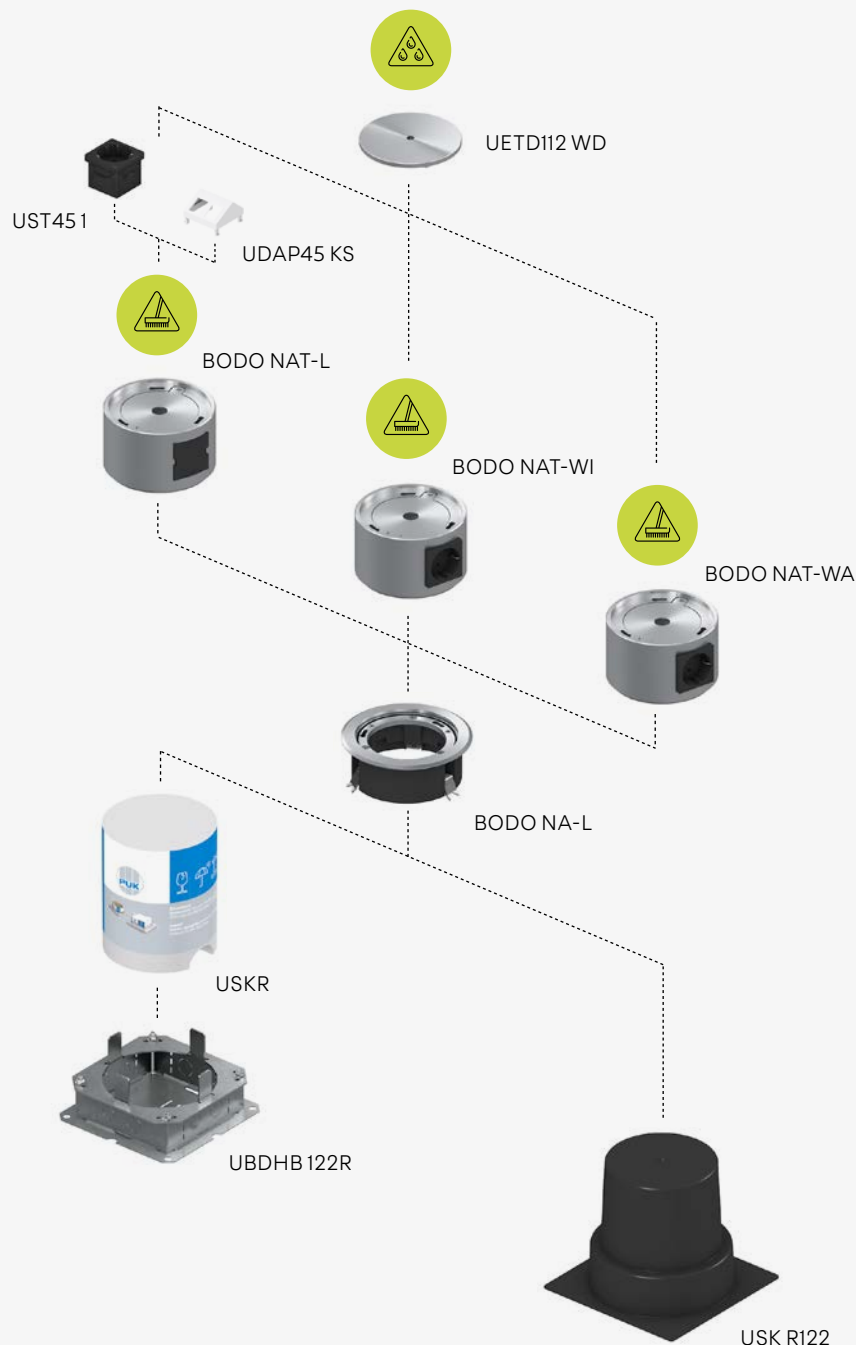 UETD112 WD
UST45 1
UDAP45 KS
BODO NAT-L
BODO NAT-WI
BODO NAT-WA
BODO NA-L
PUK
USKR
UBDHB 122R
USK R122